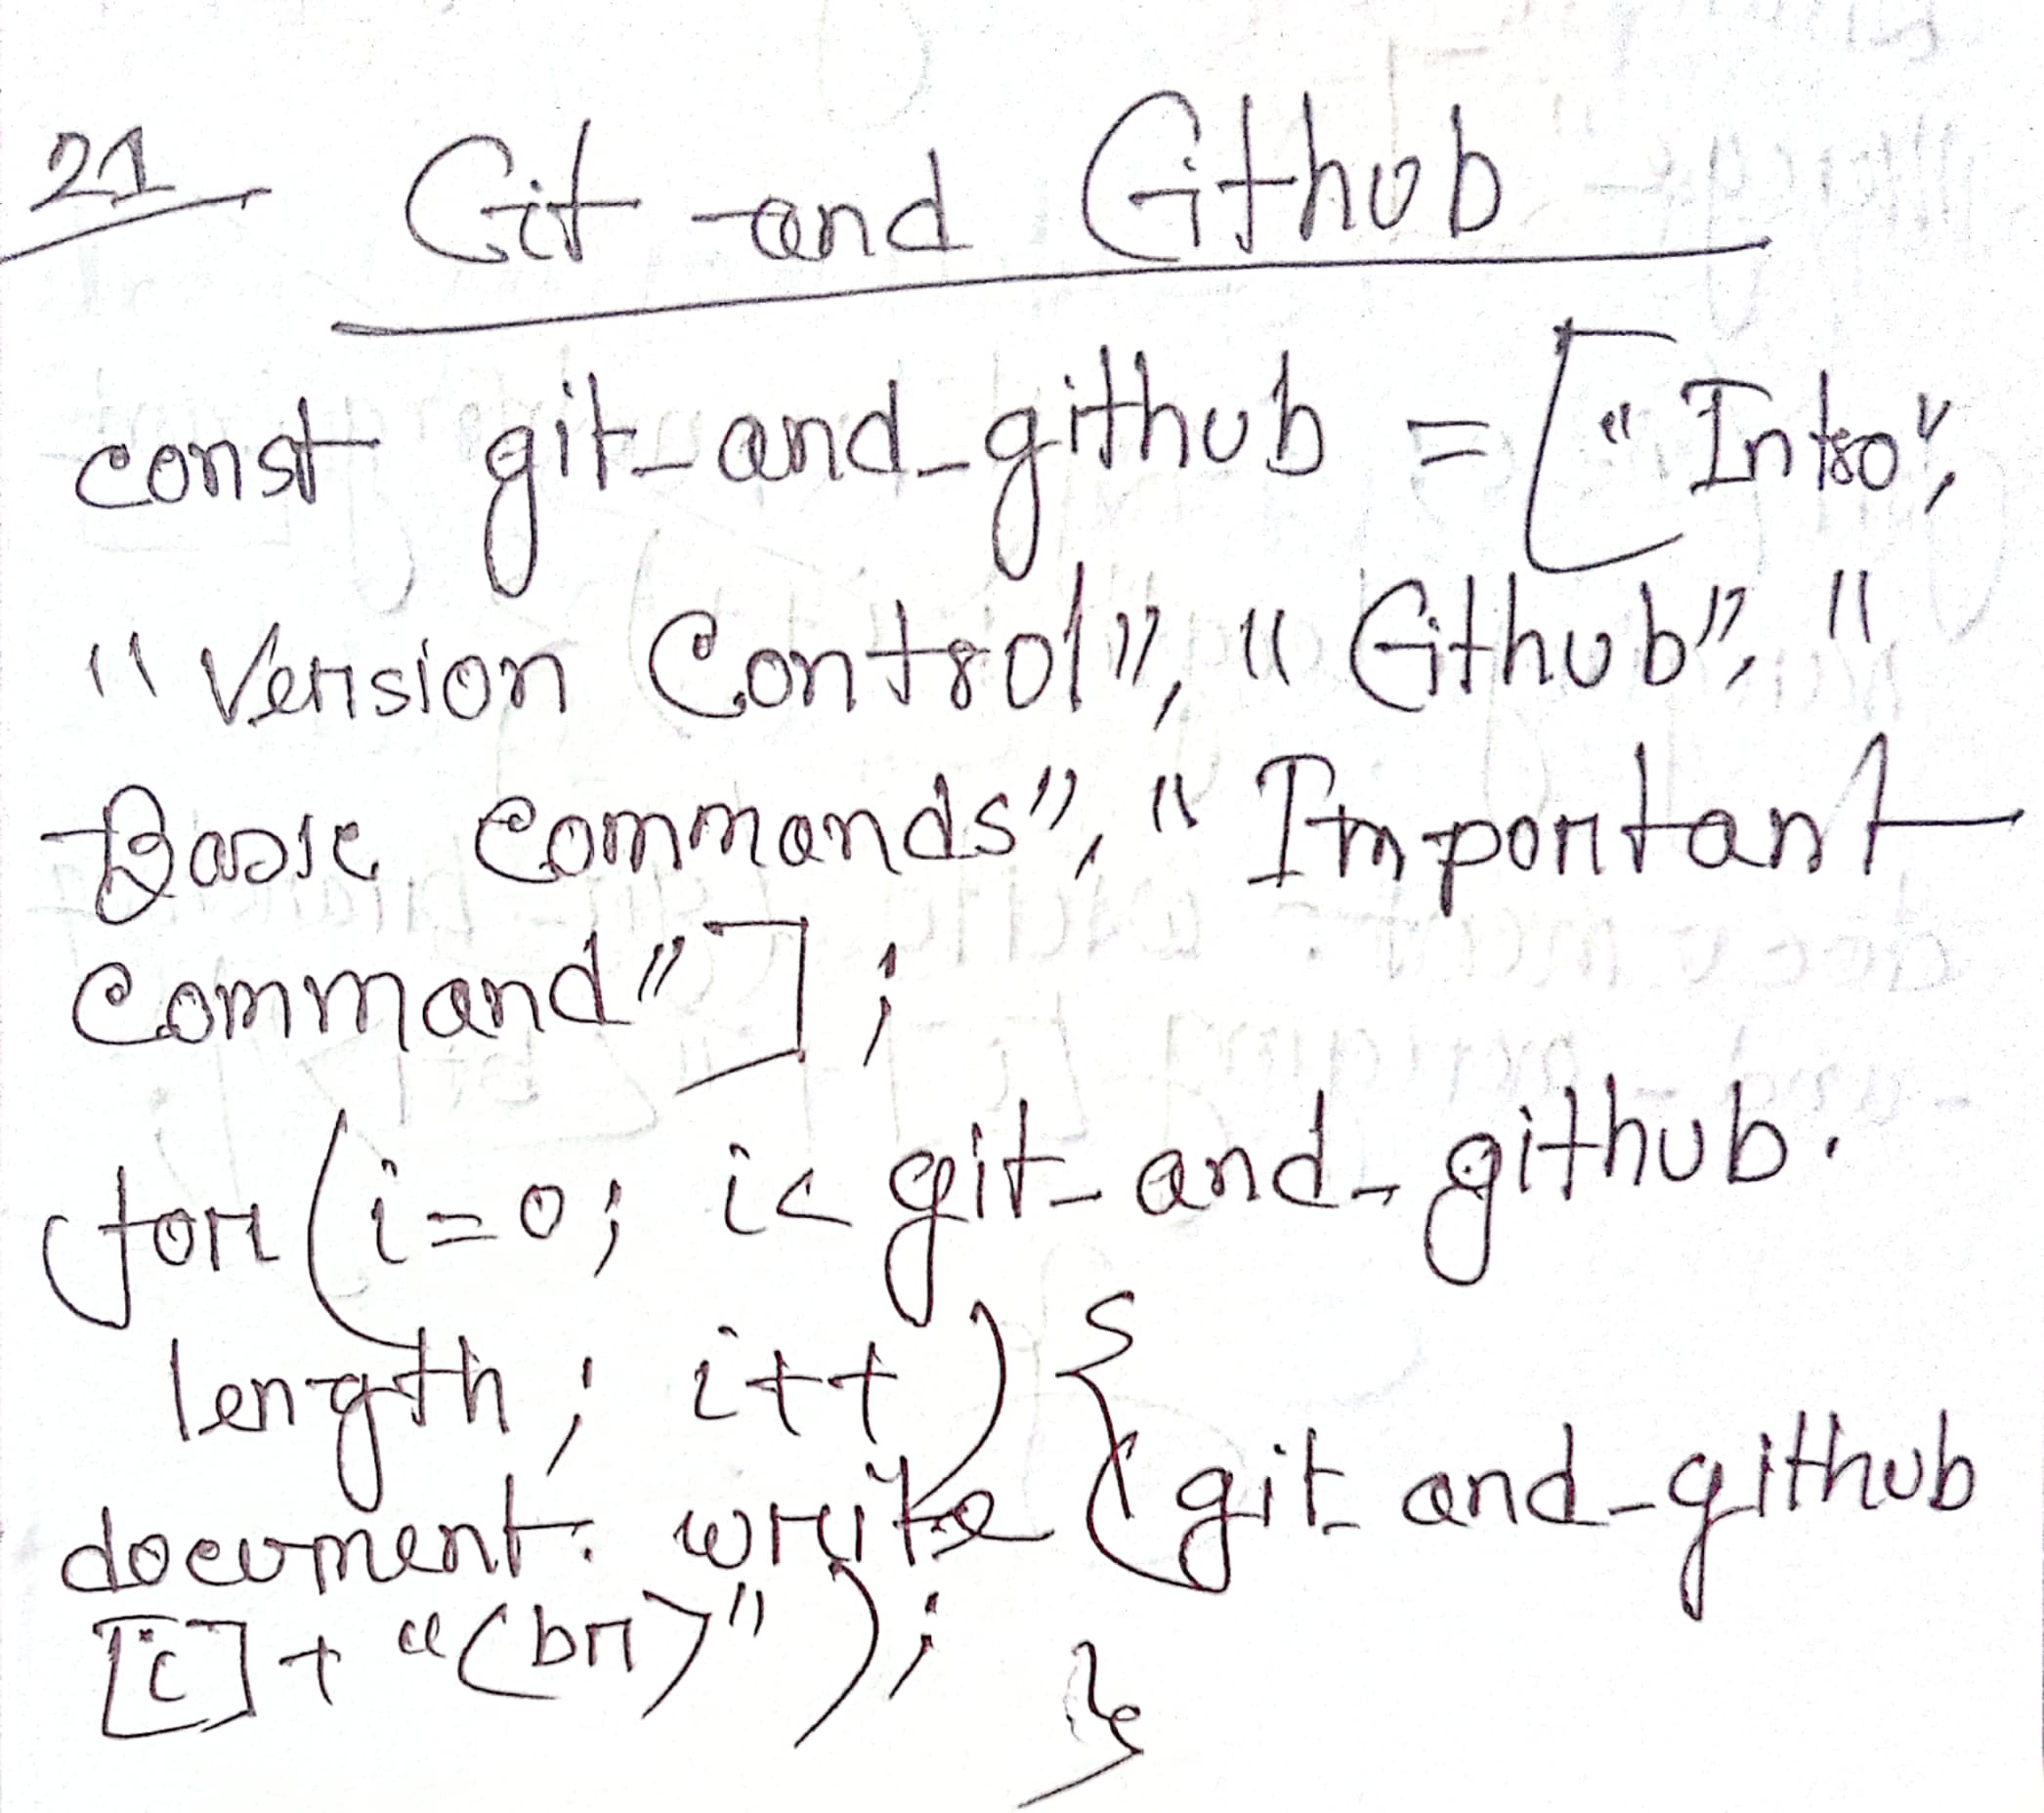 21 Git and Github
const git_and_github = ["Intro",
"Version Control", "Github", "
Basic Commands", "Important
Command"];
for(i=0; i< git_and_github.
length; i++){
document.write(git_and_github
[i]+"<br>");}